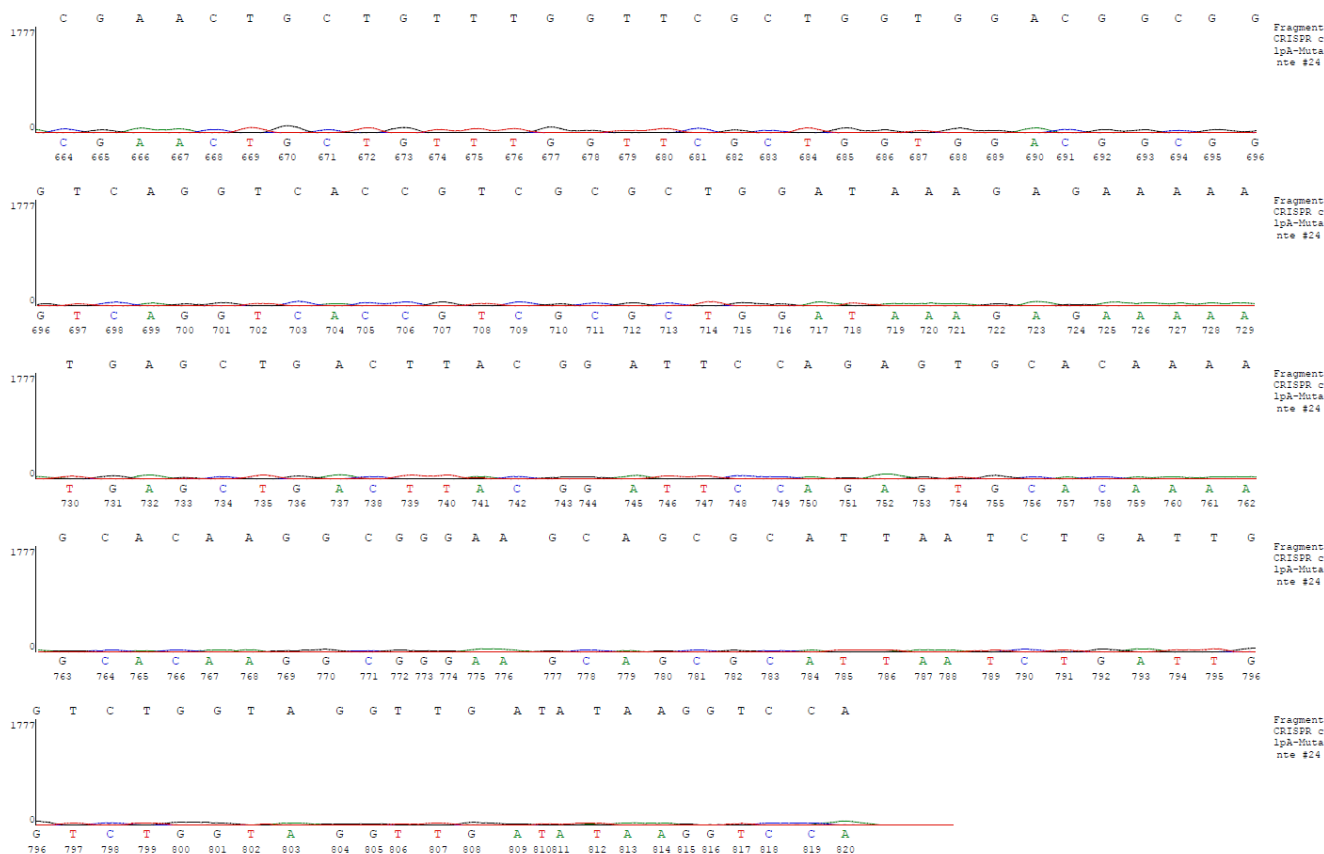 C G A A C T G C T G T T T G G T T C G C T G G T G G A C G G C G G
1777
Fragment
CRISPR c
lpA-Muta
nte #24
0
C G A A C T G C T G T T T G G T T C G C T G G T G G A C G G C G G
664 665 666 667 668 669 670 671 672 673 674 675 676 677 678 679 680 681 682 683 684 685 686 687 688 689 690 691 692 693 694 695 696
G T C A G G T C A C C G T C G C G C T G G A T A A A G A G A A A A A
1777
Fragment
CRISPR c
lpA-Muta
nte #24
0
G T C A G G T C A C C G T C G C G C T G G A T A A A G A G A A A A A
696 697 698 699 700 701 702 703 704 705 706 707 708 709 710 711 712 713 714 715 716 717 718 719 720 721 722 723 724 725 726 727 728 729
T G A G C T G A C T T A C G G A T T C C A G A G T G C A C A A A A
1777
Fragment
CRISPR c
lpA-Muta
nte #24
0
T G A G C T G A C T T A C G G A T T C C A G A G T G C A C A A A A
730 731 732 733 734 735 736 737 738 739 740 741 742 743 744 745 746 747 748 749 750 751 752 753 754 755 756 757 758 759 760 761 762
G C A C A A G G C G G G A A G C A G C G C A T T A A T C T G A T T G
1777
Fragment
CRISPR c
lpA-Muta
nte #24
0
G C A C A A G G C G G G A A G C A G C G C A T T A A T C T G A T T G
763 764 765 766 767 768 769 770 771 772 773 774 775 776 777 778 779 780 781 782 783 784 785 786 787 788 789 790 791 792 793 794 795 796
G T C T G G T A G G T T G A T A T A A G G T C C A
1777
Fragment
CRISPR c
lpA-Muta
nte #24
0
G T C T G G T A G G T T G A T A T A A G G T C C A
796 797 798 799 800 801 802 803 804 805 806 807 808 809 810 811 812 813 814 815 816 817 818 819 820